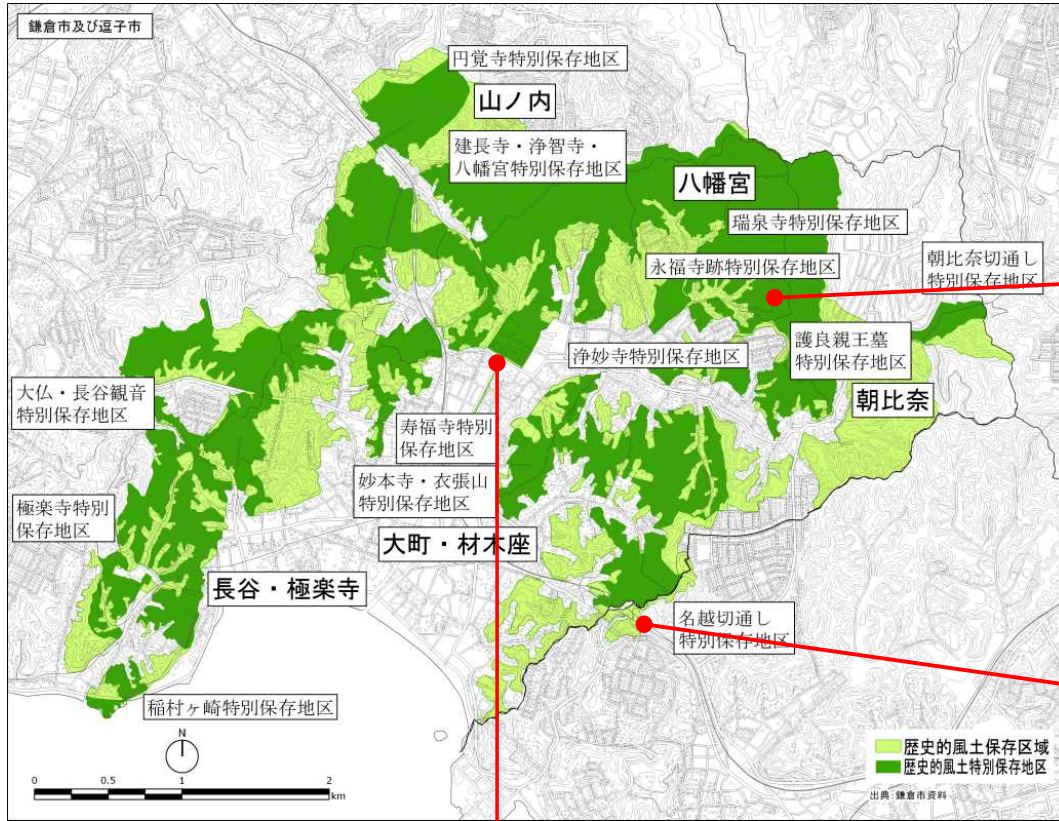 鎌倉市及び逗子市
円覚寺特別保存地区
山ノ内
建長寺・浄智寺・
八幡宮特別保存地区
八幡宮
瑞泉寺特別保存地区
永福寺跡特別保存地区
朝比奈切通し
特別保存地区
浄妙寺特別保存地区
護良親王墓
特別保存地区
朝比奈
大仏・長谷観音
特別保存地区
寿福寺特別
保存地区
妙本寺・衣張山
特別保存地区
極楽寺特別
保存地区
大町・材木座
長谷・極楽寺
名越切通し
特別保存地区
稲村ヶ崎特別保存地区
N
0 0.5 1 2
km
歴史的風土保存区域
歴史的風土特別保存地区
出典:鎌倉市資料